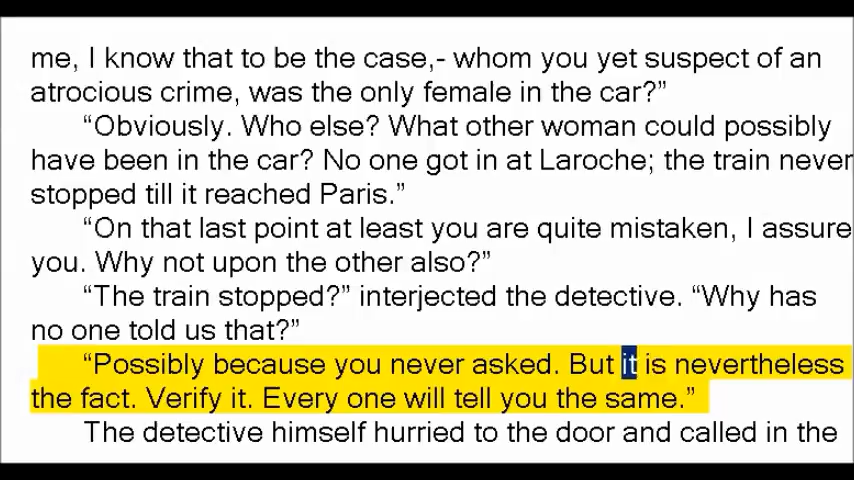 me, I know that to be the case,- whom you yet suspect of an
atrocious crime, was the only female in the car?”
“Obviously. Who else? What other woman could possibly
have been in the car? No one got in at Laroche; the train never
stopped till it reached Paris.”
“On that last point at least you are quite mistaken, I assure
you. Why not upon the other also?”
“The train stopped?” interjected the detective. “Why has
no one told us that?”
“Possibly because you never asked. But it is nevertheless
the fact. Verify it. Every one will tell you the same.”
The detective himself hurried to the door and called in the